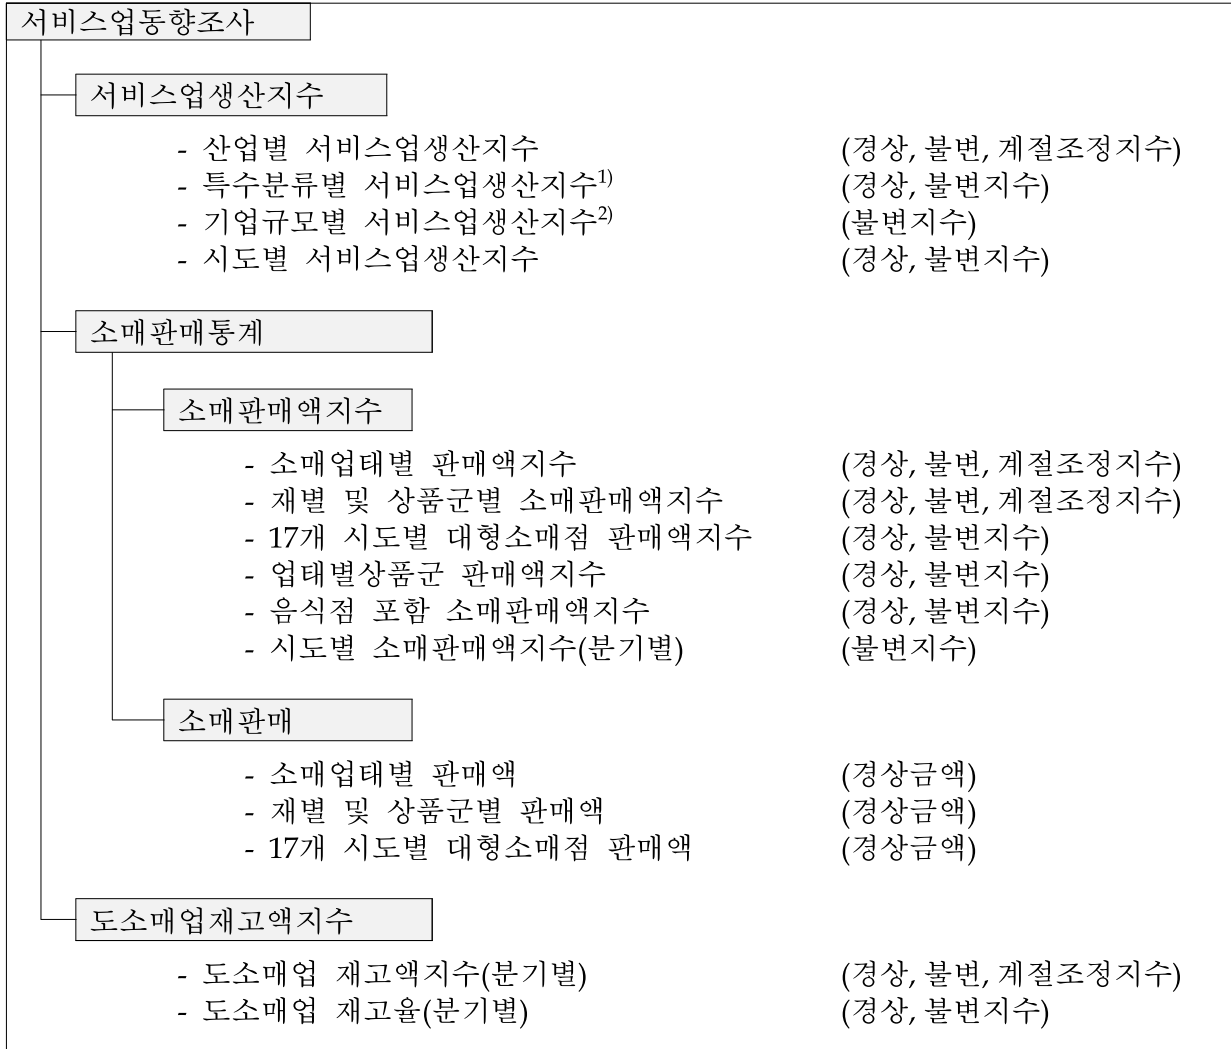 서비스업동향조사
서비스업생산지수
- 산업별 서비스업생산지수 (경상, 불변, 계절조정지수)
- 특수분류별 서비스업생산지수1) (경상, 불변지수)
- 기업규모별 서비스업생산지수2) (불변지수)
- 시도별 서비스업생산지수 (경상, 불변지수)
소매판매통계
소매판매액지수
- 소매업태별 판매액지수 (경상, 불변, 계절조정지수)
- 재별 및 상품군별 소매판매액지수 (경상, 불변, 계절조정지수)
- 17개 시도별 대형소매점 판매액지수 (경상, 불변지수)
- 업태별상품군 판매액지수 (경상, 불변지수)
- 음식점 포함 소매판매액지수 (경상, 불변지수)
- 시도별 소매판매액지수(분기별) (불변지수)
소매판매
- 소매업태별 판매액 (경상금액)
- 재별 및 상품군별 판매액 (경상금액)
- 17개 시도별 대형소매점 판매액 (경상금액)
도소매업재고액지수
- 도소매업 재고액지수(분기별) (경상, 불변, 계절조정지수)
- 도소매업 재고율(분기별) (경상, 불변지수)